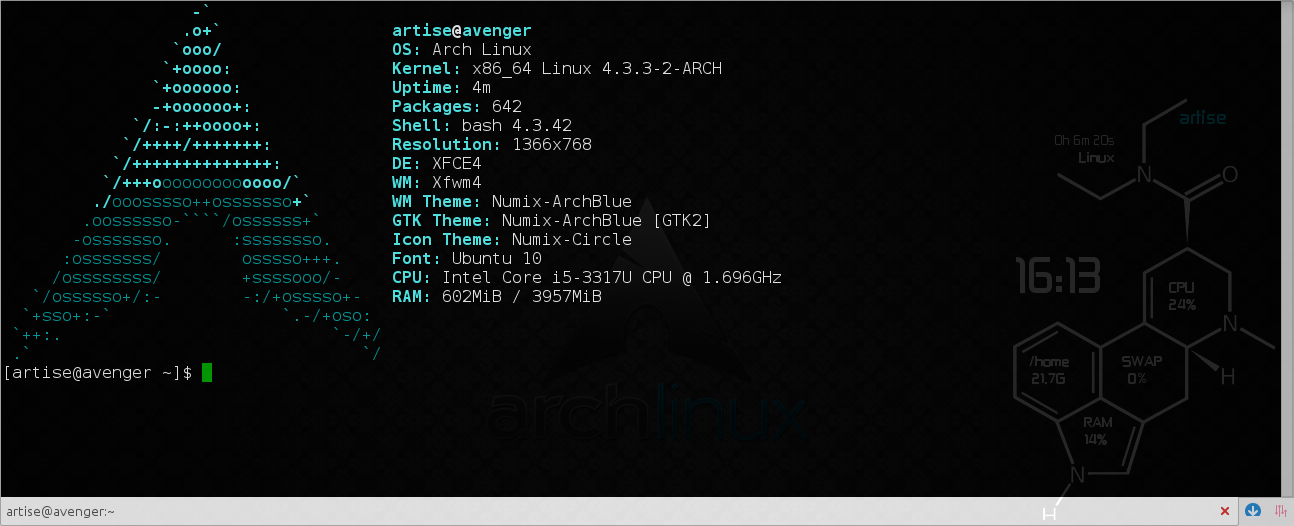 -`
.o+`
artise@avenger
`ooo/
OS: Arch Linux
`+oooo:
Kernel: x86_64 Linux 4.3.3-2-ARCH
`+oooooo:
Uptime: 4m
-+oooooo+:
Packages: 642
`/:-:++oooo+:
Shell: bash 4.3.42
`/++++/+++++++:
Resolution: 1366x768
`/++++++++++++++:
DE: XFCE4
`/+++ooooooooooooo/`
WM: Xfwm4
./ooosssso++osssssso+`
WM Theme: Numix-ArchBlue
.oossssso-````/ossssss+`
GTK Theme: Numix-ArchBlue [GTK2]
-osssssso.      :ssssssso.
Icon Theme: Numix-Circle
:osssssss/        osssso+++.
Font: Ubuntu 10
/ossssssss/        +ssssooo/-
CPU: Intel Core i5-3317U CPU @ 1.696GHz
`/ossssso+/:-        -:/+osssso+-
RAM: 602MiB / 3957MiB
`+sso+:-`                 `.-/+oso:
`++:.                           `-/+/
.`                                 `/
[artise@avenger ~]$
artise
0h 6m 20s
Linux
N
O
16:13
CPU
24%
N
/home
21.7G
SWAP
0%
H
RAM
14%
N
H
archlinux
artise@avenger:~